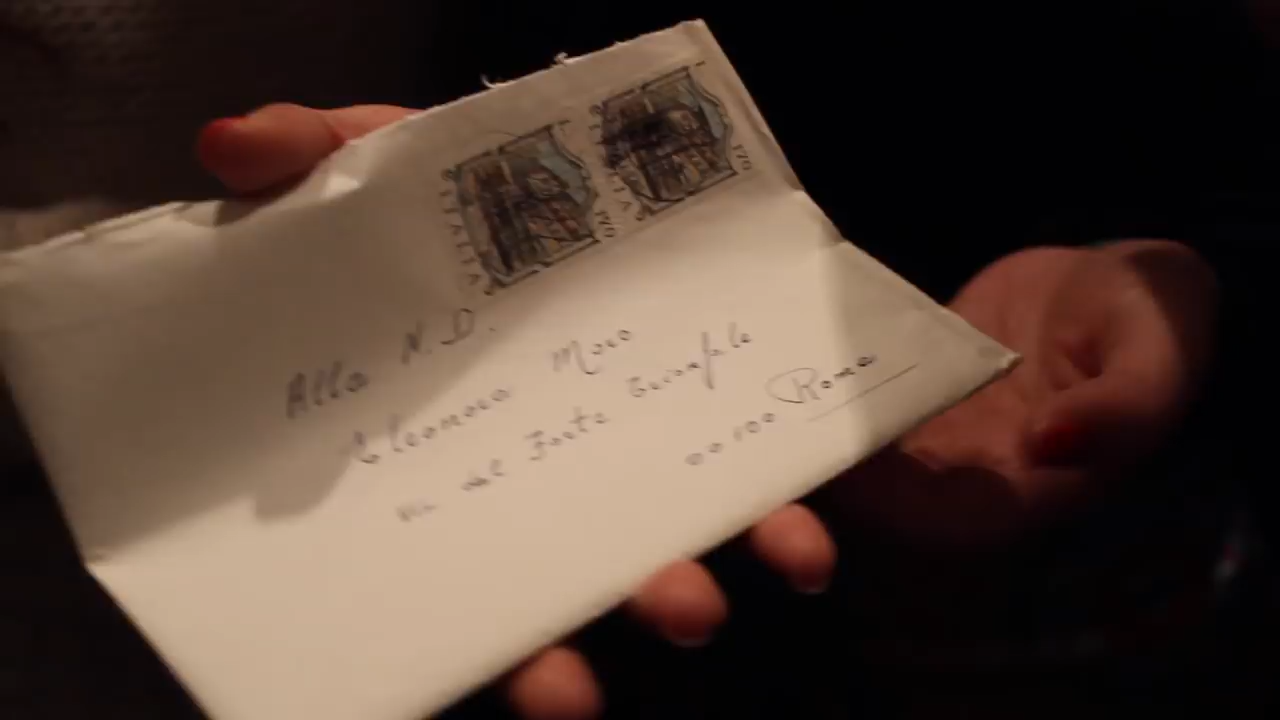 ITALIA 170
ITALIA 170
Alla N.D.
Eleonora Moro
via del Forte Trionfale
00100 Roma